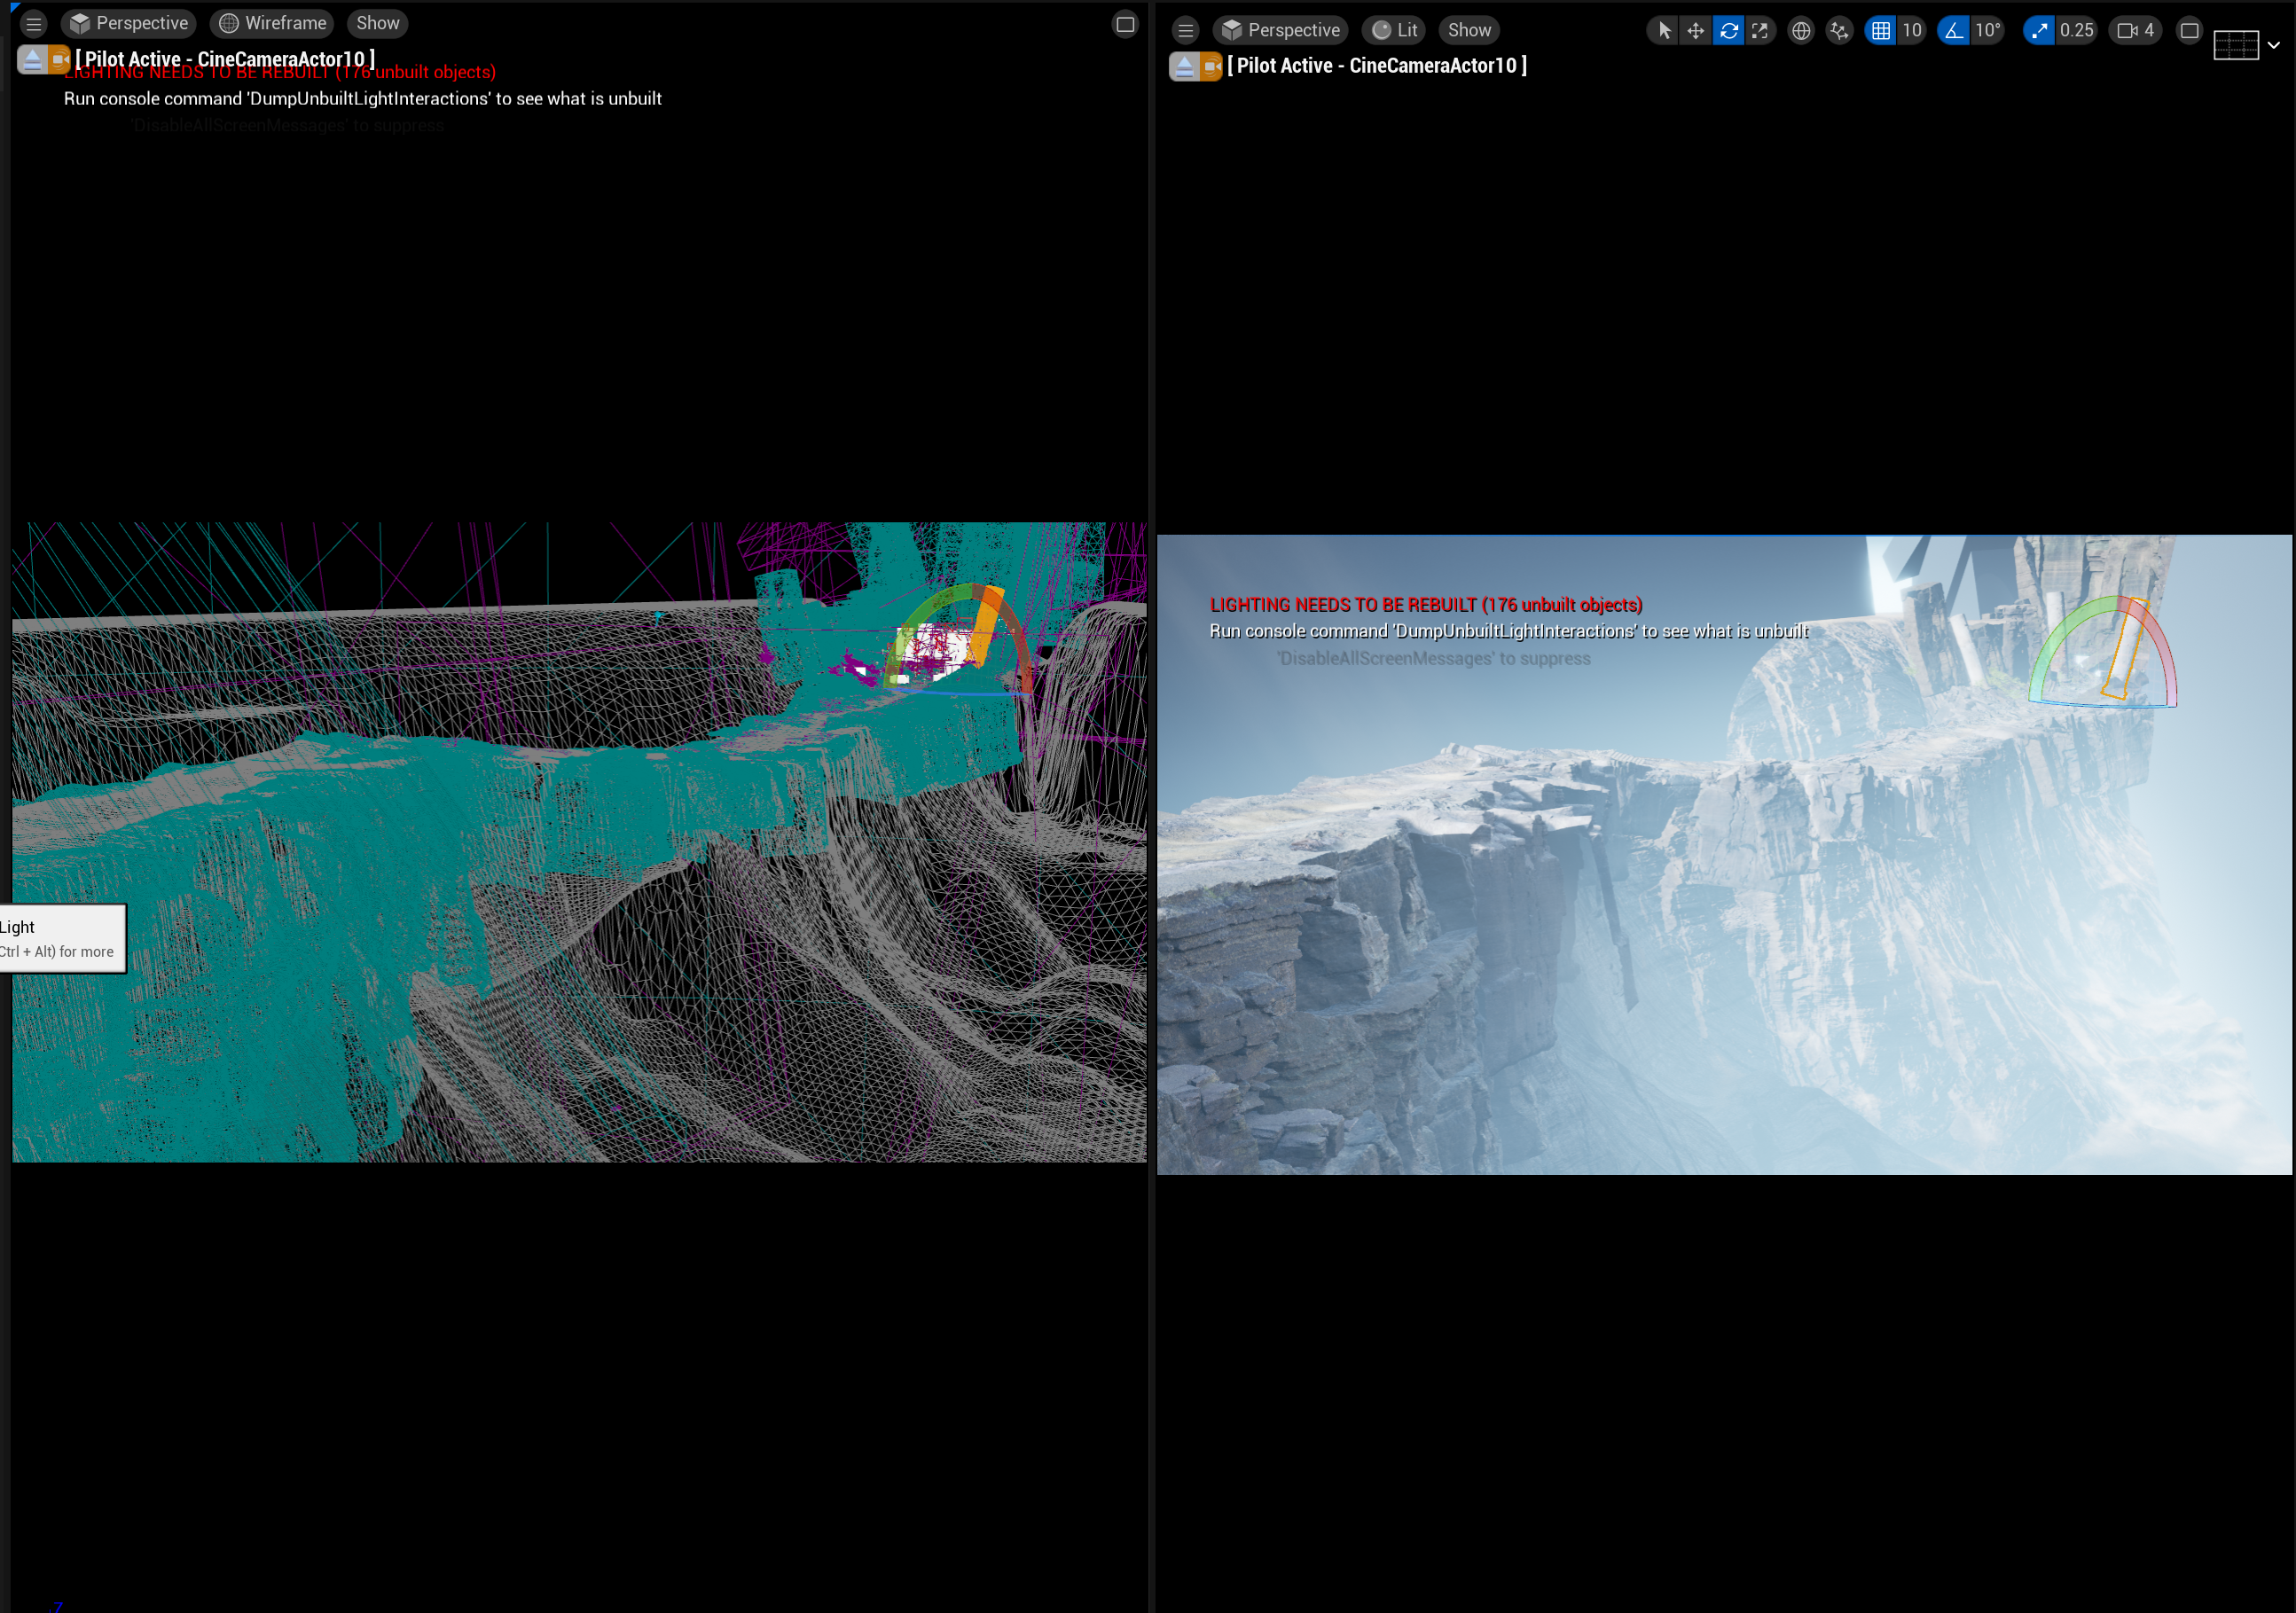 Perspective Wireframe Show
[ Pilot Active - CineCameraActor10 ]
LIGHTING NEEDS TO BE REBUILT (176 unbuilt objects)
Run console command 'DumpUnbuiltLightInteractions' to see what is unbuilt
'DisableAllScreenMessages' to suppress
Light
Ctrl + Alt) for more
Z
Perspective Lit Show 10 10° 0.25 4
[ Pilot Active - CineCameraActor10 ]
LIGHTING NEEDS TO BE REBUILT (176 unbuilt objects)
Run console command 'DumpUnbuiltLightInteractions' to see what is unbuilt
'DisableAllScreenMessages' to suppress